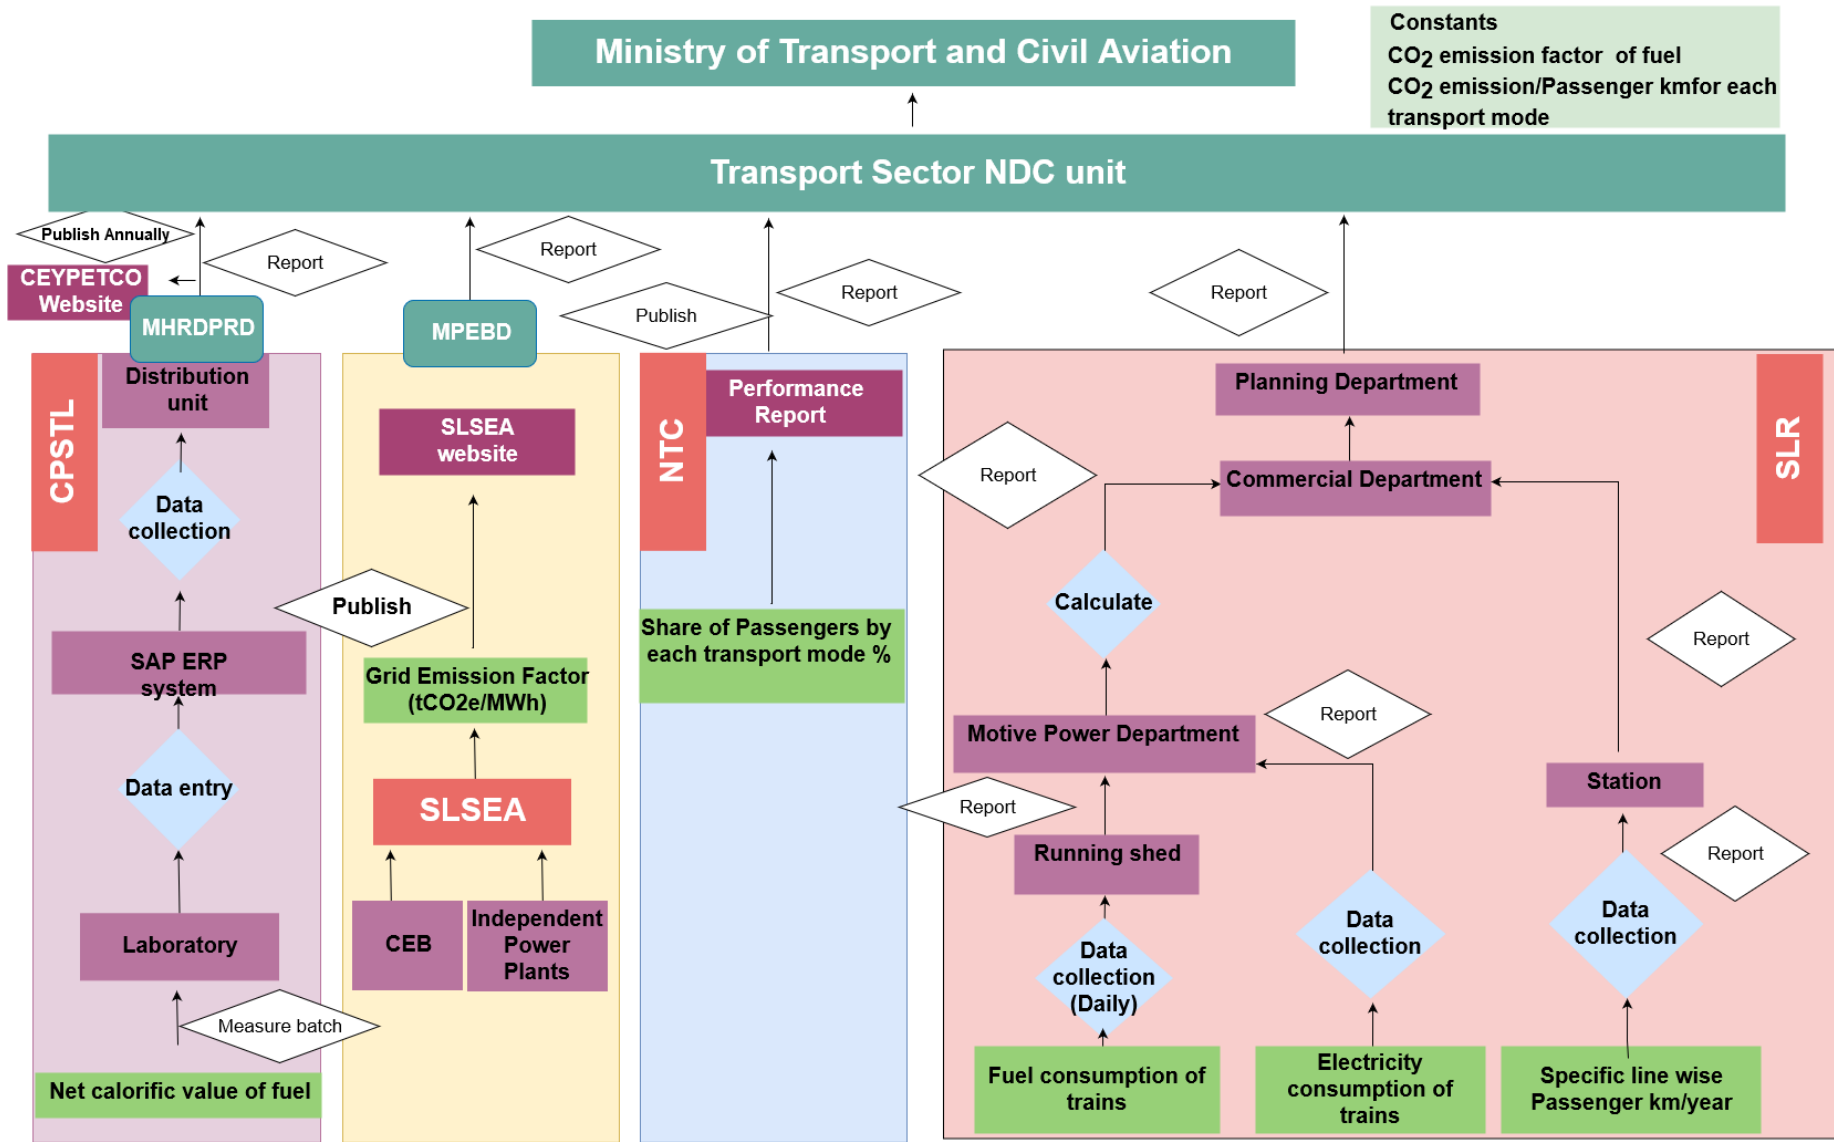 Ministry of Transport and Civil Aviation
Constants
CO2 emission factor of fuel
CO2 emission/Passenger kmfor each
transport mode
Transport Sector NDC unit
Publish Annually
Report
CEYPETCO
Website
MHRDPRD
Report
MPEBD
Publish
Report
Report
CPSTL
Distribution
unit
Data
collection
SAP ERP
system
Data entry
Laboratory
Measure batch
Net calorific value of fuel
SLSEA
website
Publish
Grid Emission Factor
(tCO2e/MWh)
SLSEA
CEB
Independent
Power
Plants
NTC
Performance
Report
Share of Passengers by
each transport mode %
SLR
Planning Department
Report
Commercial Department
Calculate
Report
Motive Power Department
Report
Report
Station
Running shed
Report
Data
collection
(Daily)
Data
collection
Data
collection
Fuel consumption of
trains
Electricity
consumption of
trains
Specific line wise
Passenger km/year